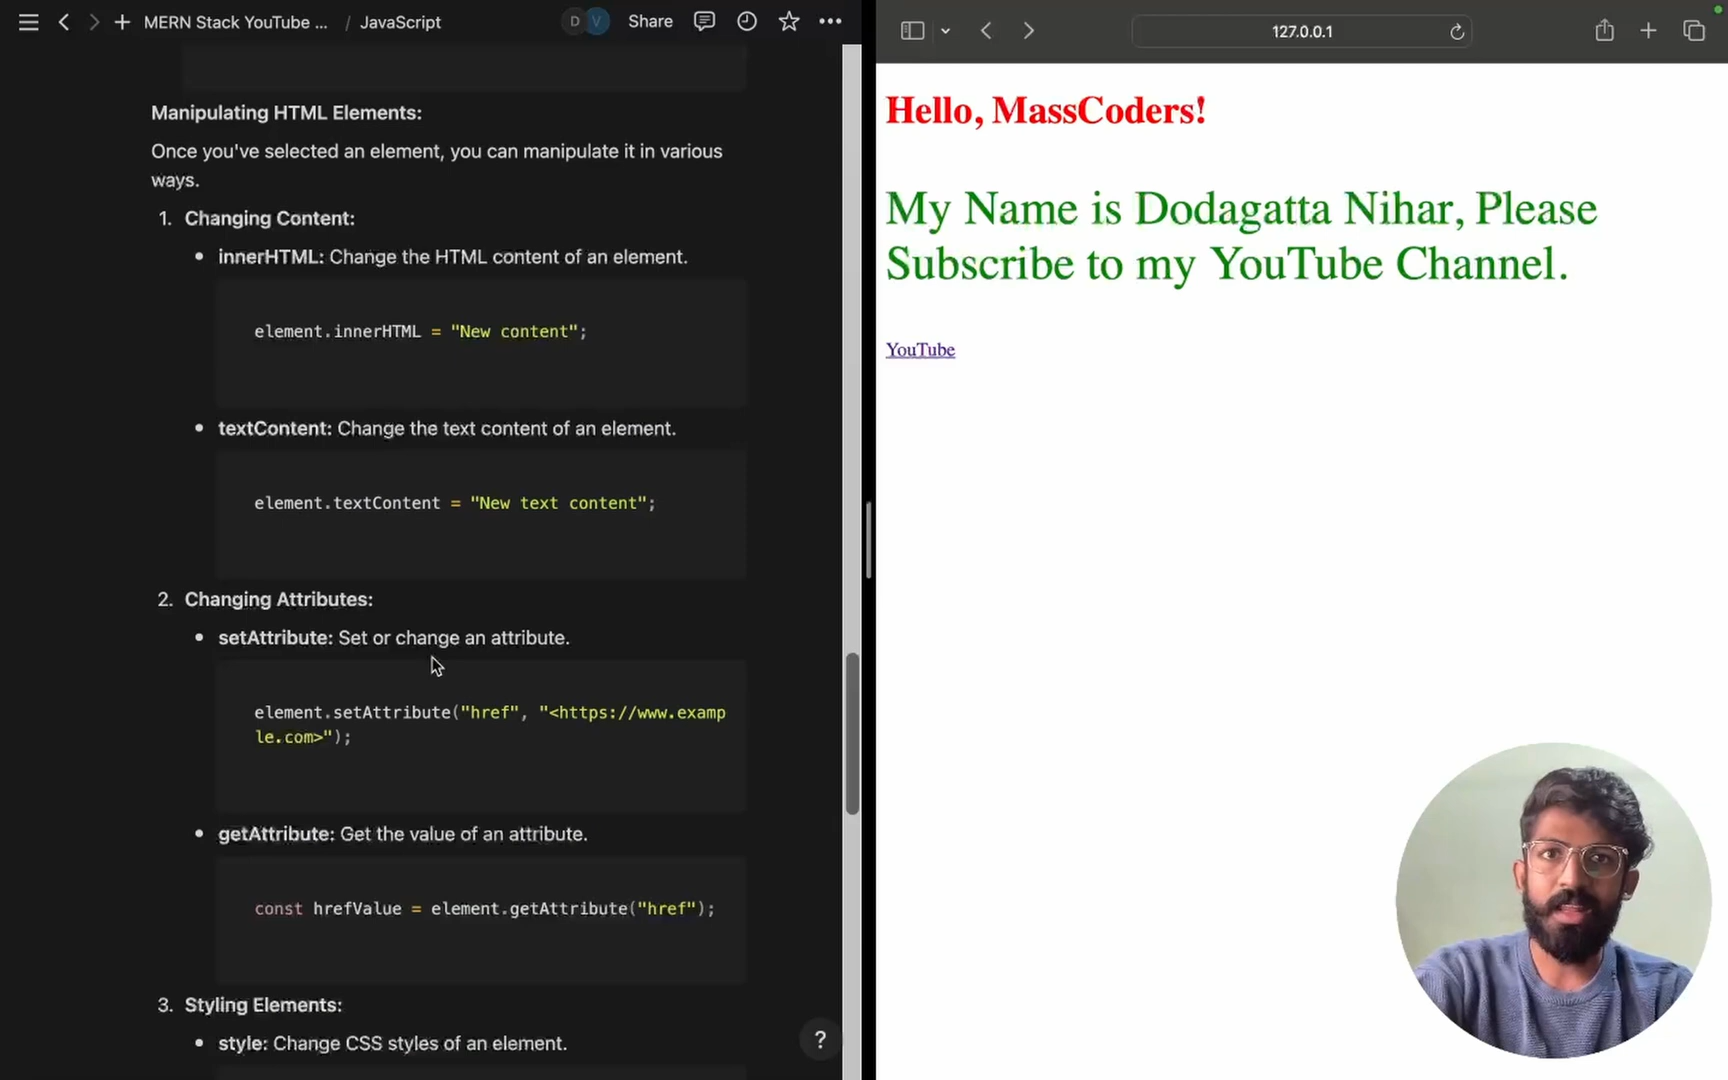 MERN Stack YouTube ... / JavaScript
D V Share
127.0.0.1
Manipulating HTML Elements:
Once you've selected an element, you can manipulate it in various
ways.
1. Changing Content:
• innerHTML: Change the HTML content of an element.
element.innerHTML = "New content";
• textContent: Change the text content of an element.
element.textContent = "New text content";
2. Changing Attributes:
• setAttribute: Set or change an attribute.
element.setAttribute("href", "<https://www.examp
le.com>");
• getAttribute: Get the value of an attribute.
const hrefValue = element.getAttribute("href");
3. Styling Elements:
• style: Change CSS styles of an element.
?
Hello, MassCoders!
My Name is Dodagatta Nihar, Please
Subscribe to my YouTube Channel.
YouTube